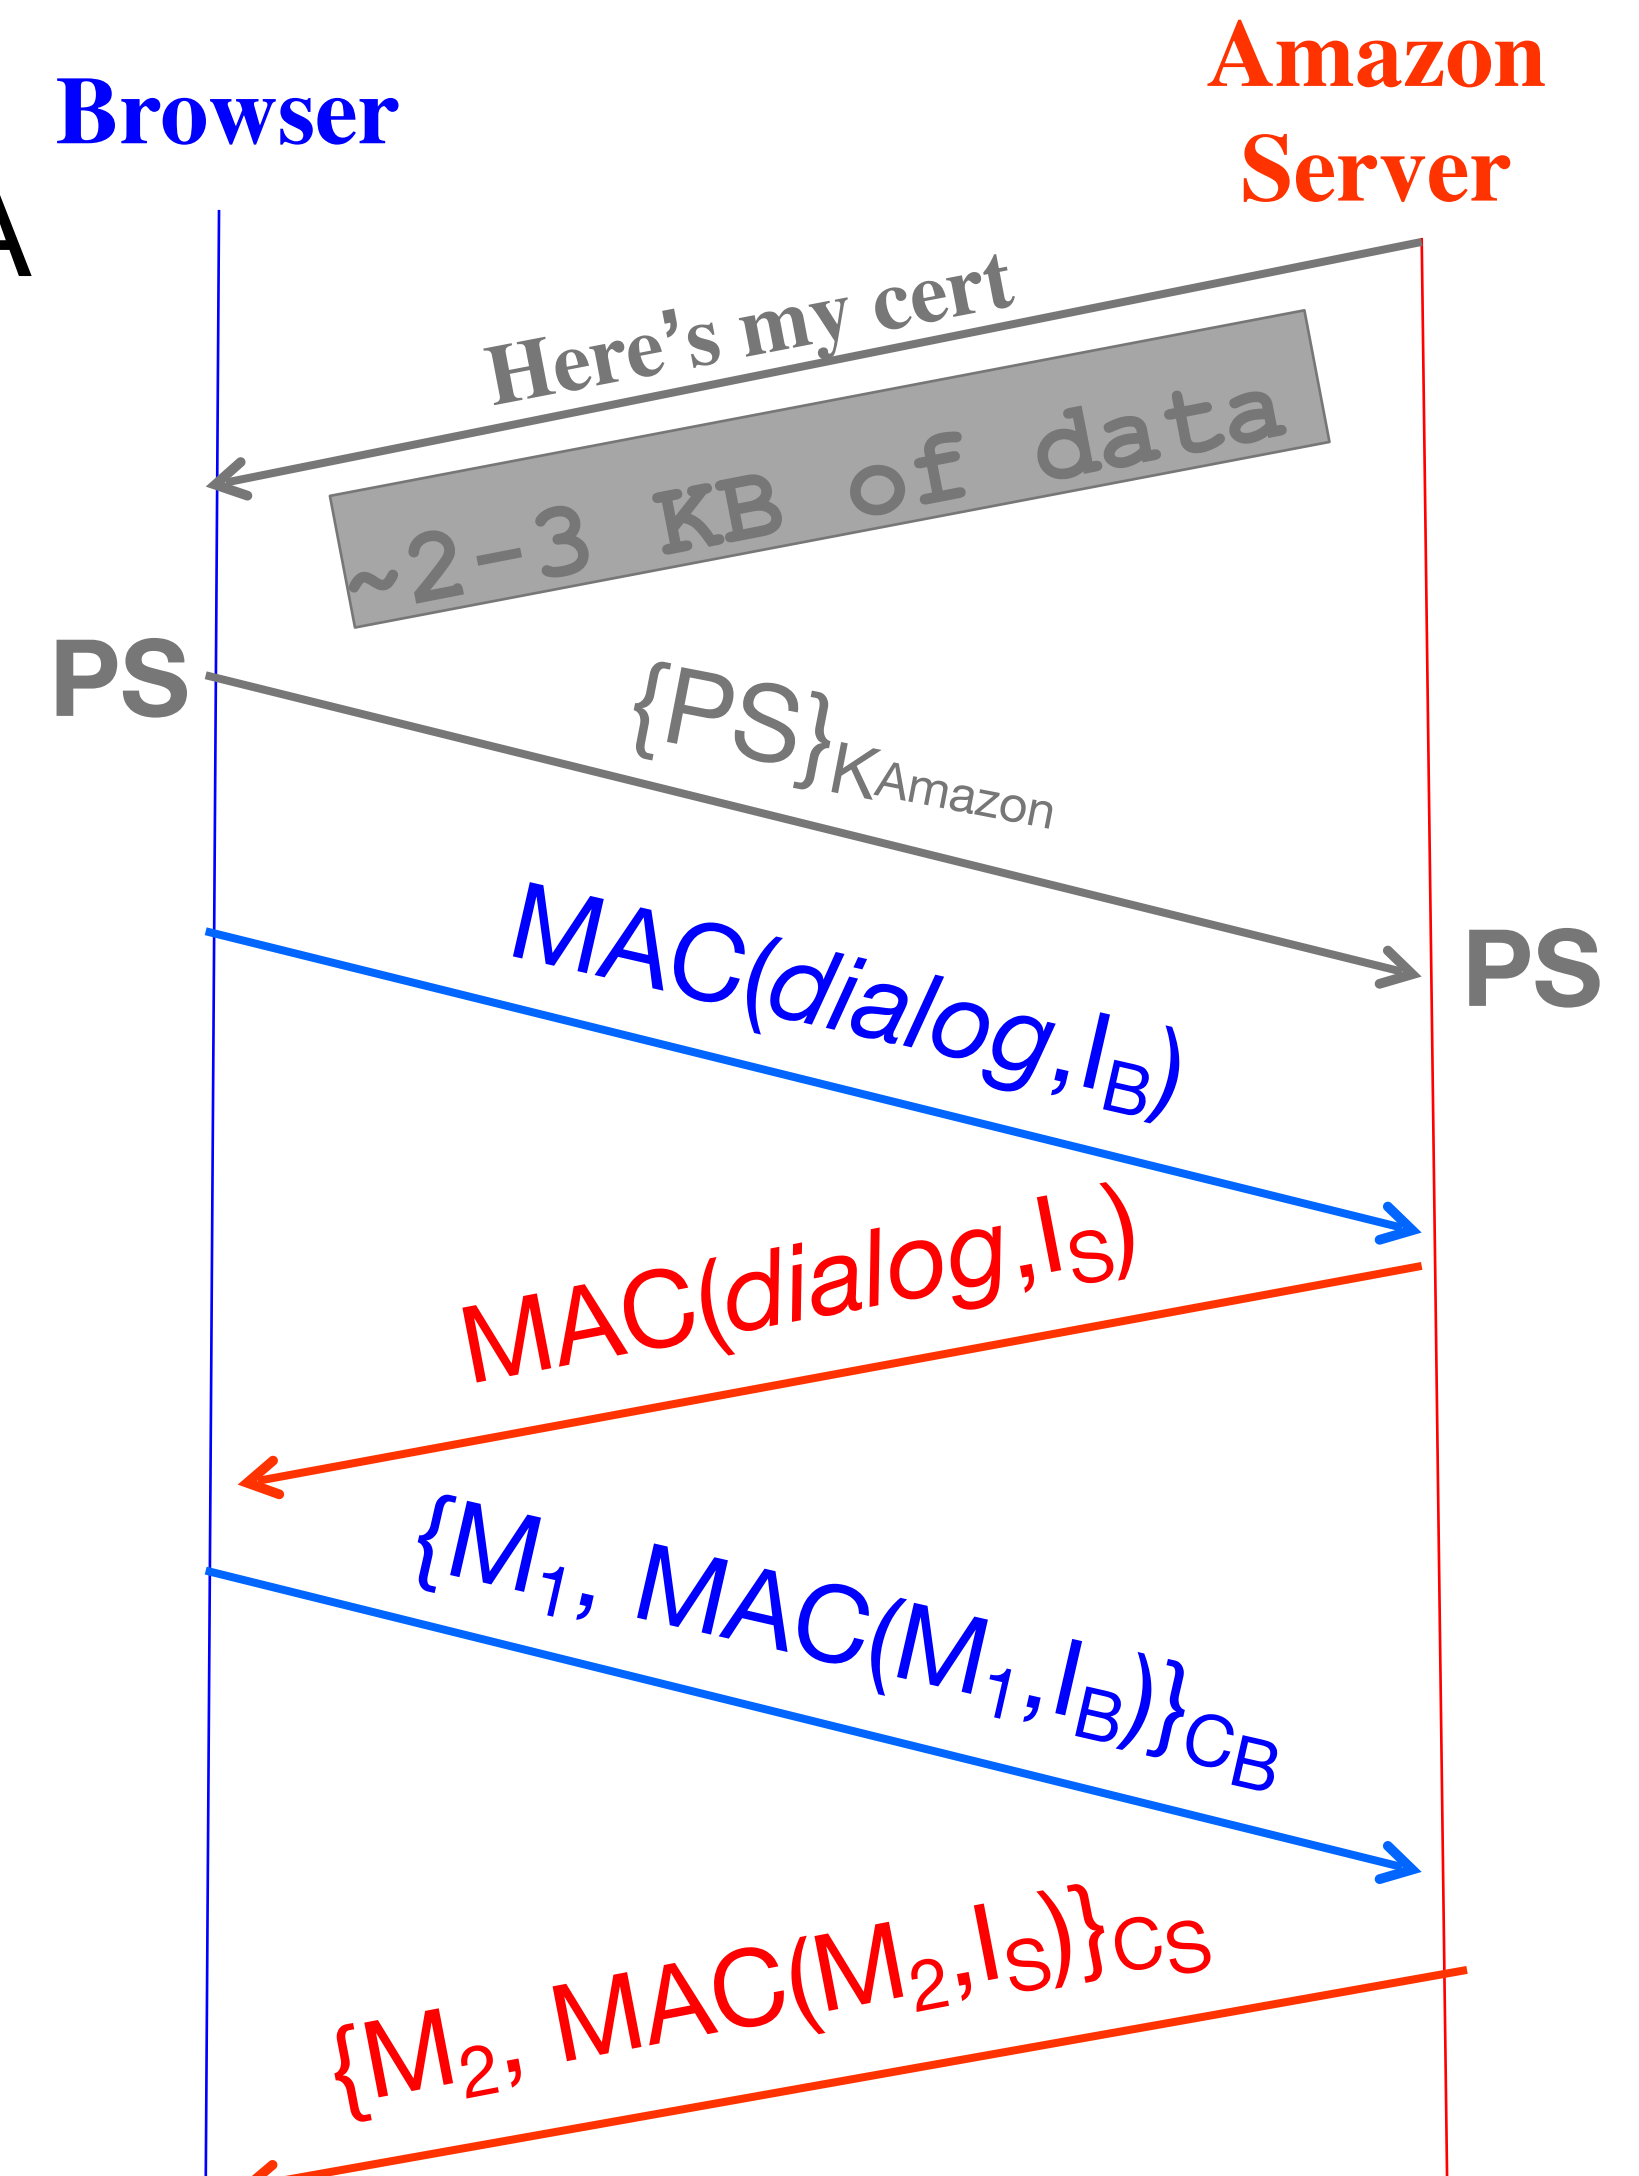 Amazon
Server
Browser
A
Here’s my cert
~2-3 KB of data
PS
{PS}KAmazon
PS
MAC(dialog,IB)
MAC(dialog,IS)
{M1, MAC(M1,IB)}CB
{M2, MAC(M2,IS)}CS